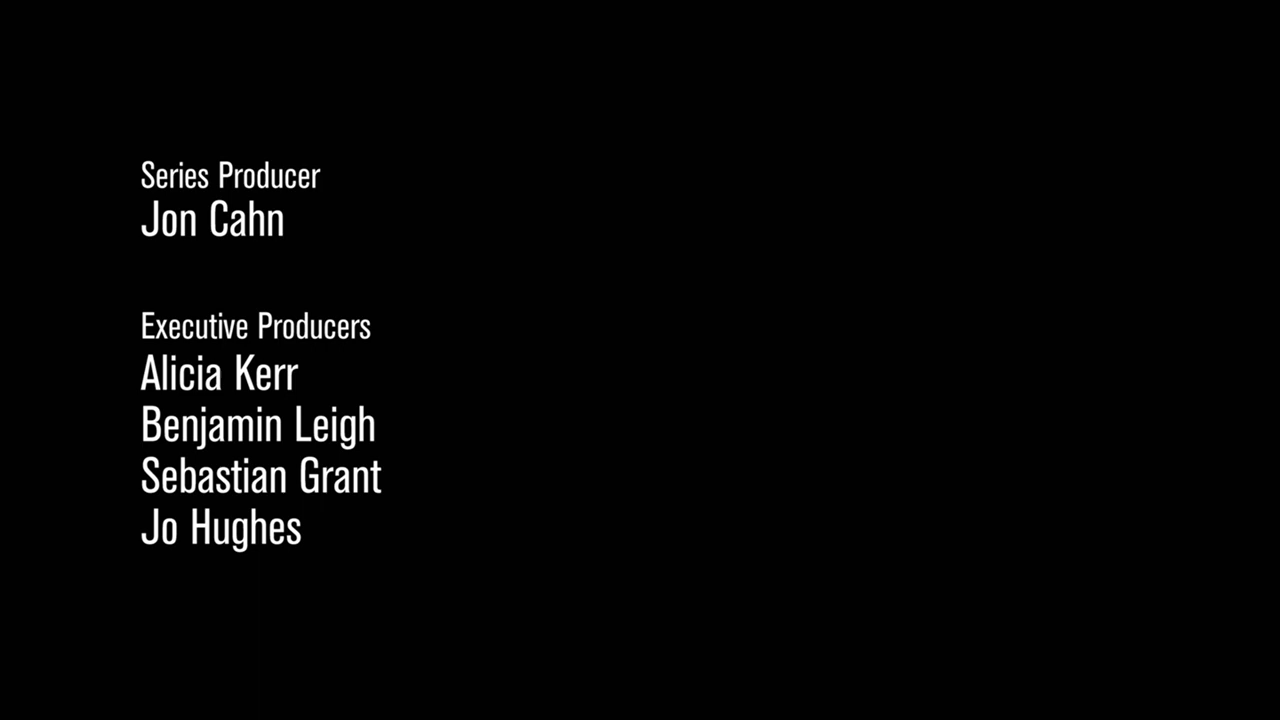 Series Producer
Jon Cahn
Executive Producers
Alicia Kerr
Benjamin Leigh
Sebastian Grant
Jo Hughes